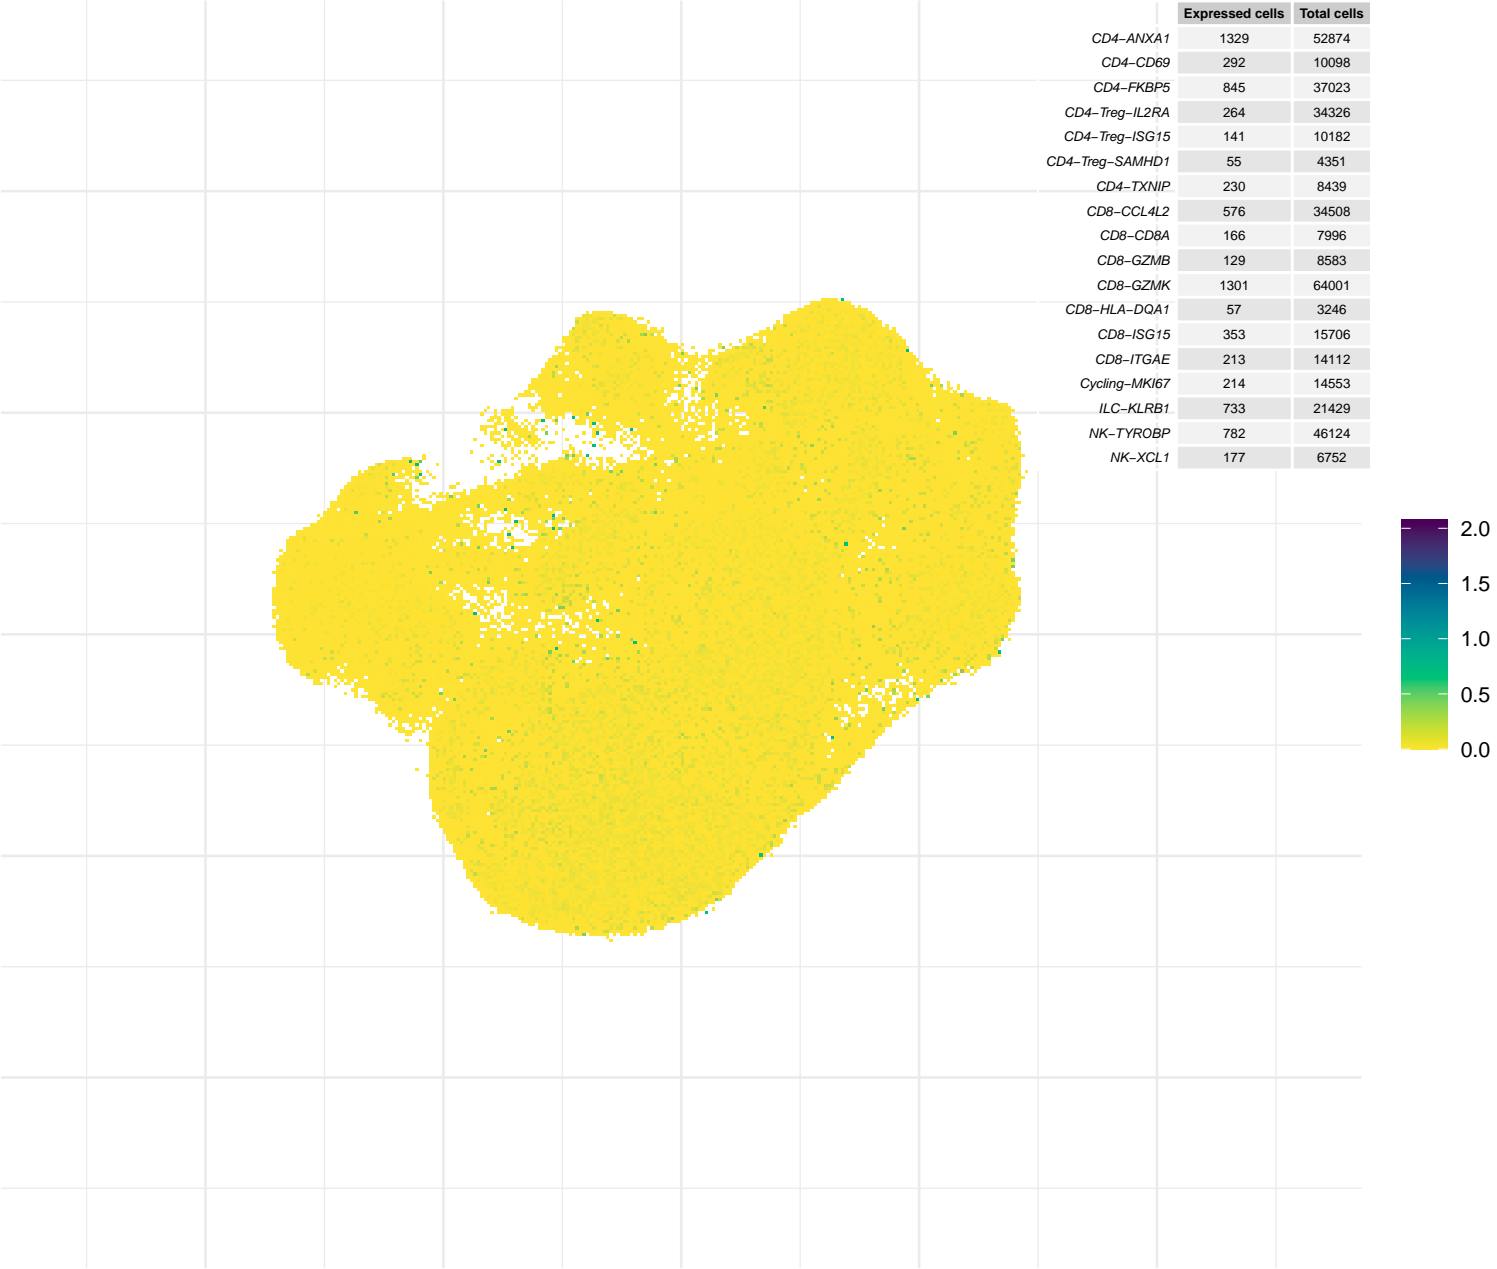 Expressed cells Total cells
CD4−ANXA1 1329 52874
CD4−CD69 292 10098
CD4−FKBP5 845 37023
CD4−Treg−IL2RA 264 34326
CD4−Treg−ISG15 141 10182
CD4−Treg−SAMHD1 55 4351
CD4−TXNIP 230 8439
CD8−CCL4L2 576 34508
CD8−CD8A 166 7996
CD8−GZMB 129 8583
CD8−GZMK 1301 64001
CD8−HLA−DQA1 57 3246
CD8−ISG15 353 15706
CD8−ITGAE 213 14112
Cycling−MKI67 214 14553
ILC−KLRB1 733 21429
NK−TYROBP 782 46124
NK−XCL1 177 6752
2.0
1.5
1.0
0.5
0.0